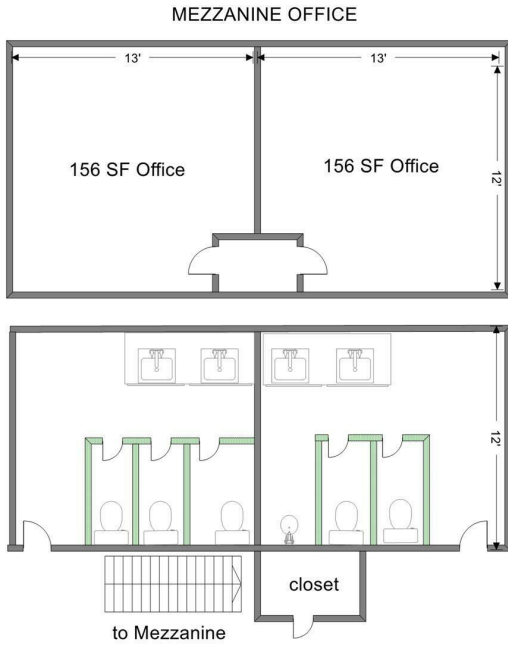 MEZZANINE OFFICE
13'
13'
156 SF Office
156 SF Office
12'
12'
closet
to Mezzanine